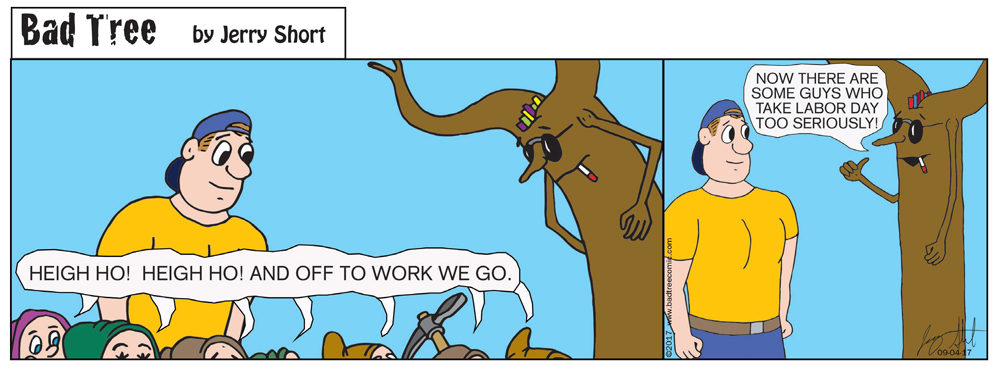 Bad Tree by Jerry Short
HEIGH HO! HEIGH HO! AND OFF TO WORK WE GO.
NOW THERE ARE
SOME GUYS WHO
TAKE LABOR DAY
TOO SERIOUSLY!
©2017 www.badtreecomic.com
09-04-17